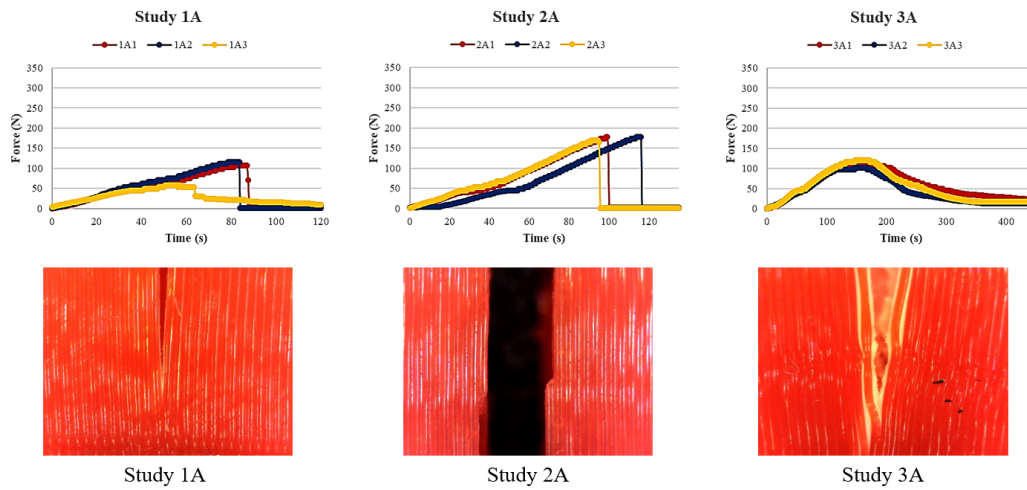 Study 1A
Study 2A
Study 3A
1A1 1A2 1A3
2A1 2A2 2A3
3A1 3A2 3A3
350
300
250
200
150
100
50
0
Force (N)
0 20 40 60 80 100 120
Time (s)
350
300
250
200
150
100
50
0
Force (N)
0 20 40 60 80 100 120
Time (s)
350
300
250
200
150
100
50
0
Force (N)
0 100 200 300 400
Time (s)
Study 1A
Study 2A
Study 3A